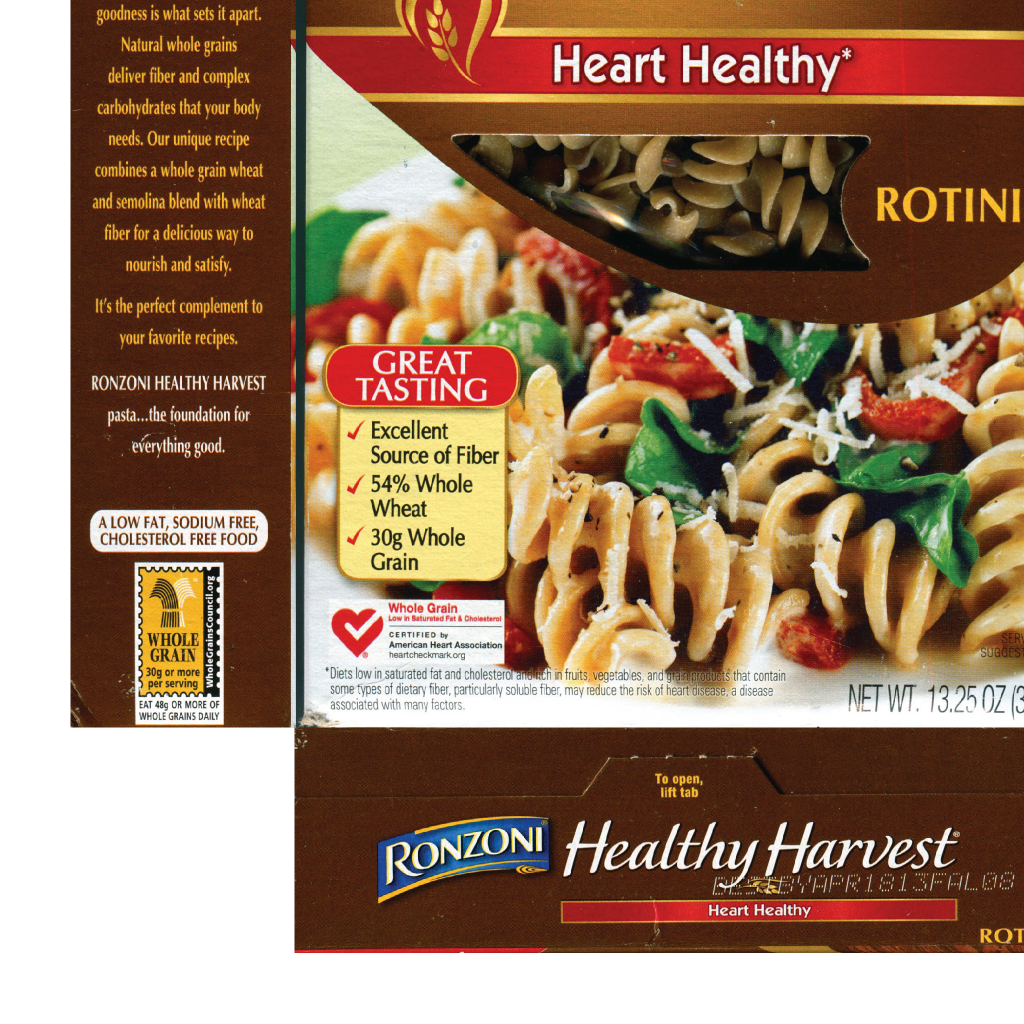 goodness is what sets it apart.
Natural whole grains
deliver fiber and complex
carbohydrates that your body
needs. Our unique recipe
combines a whole grain wheat
and semolina blend with wheat
fiber for a delicious way to
nourish and satisfy.
It's the perfect complement to
your favorite recipes.
RONZONI HEALTHY HARVEST
pasta...the foundation for
everything good.
A LOW FAT, SODIUM FREE,
CHOLESTEROL FREE FOOD
WHOLE
GRAIN
30g or more
per serving
WholeGrainsCouncil.org
EAT 48g OR MORE OF
WHOLE GRAINS DAILY
Heart Healthy*
ROTINI
GREAT
TASTING
Excellent
Source of Fiber
54% Whole
Wheat
30g Whole
Grain
Whole Grain
Low in Saturated Fat & Cholesterol
CERTIFIED by
American Heart Association
heartcheckmark.org
*Diets low in saturated fat and cholesterol and rich in fruits, vegetables, and grain products that contain
some types of dietary fiber, particularly soluble fiber, may reduce the risk of heart disease, a disease
associated with many factors.
SERV
SUGGEST
NET WT. 13.25 OZ (3
To open,
lift tab
RONZONI®
Healthy Harvest®
BEST BY APR1813FAL08
Heart Healthy
ROT